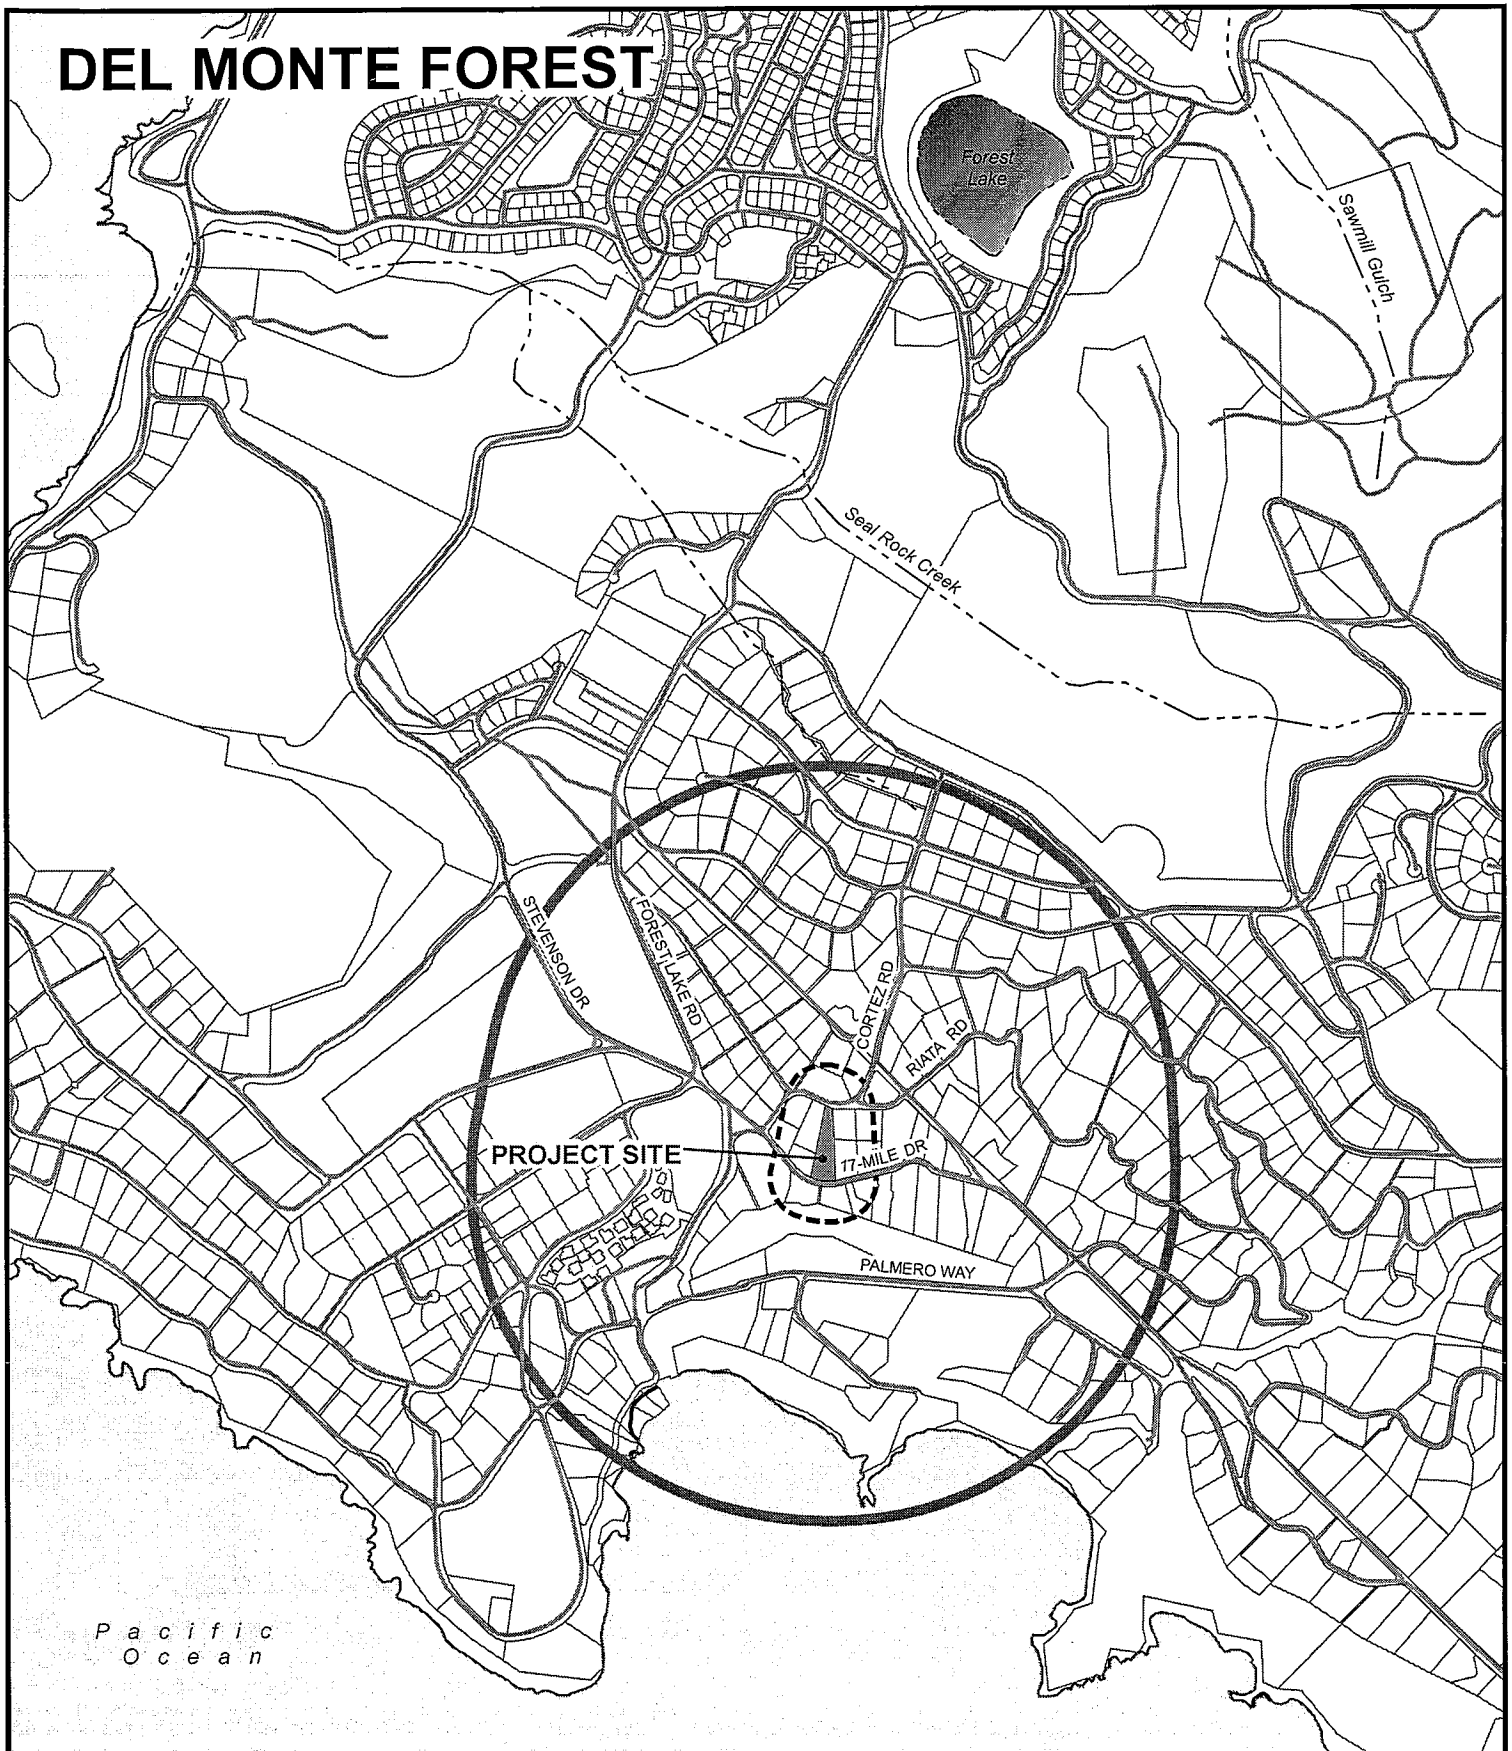 DEL MONTE FOREST
Forest
Lake
Sawmill Gulch
Seal Rock Creek
STEVENSON DR
FOREST LAKE RD
CORTEZ RD
RIATA RD
PROJECT SITE
17-MILE DR
PALMERO WAY
Pacific
Ocean